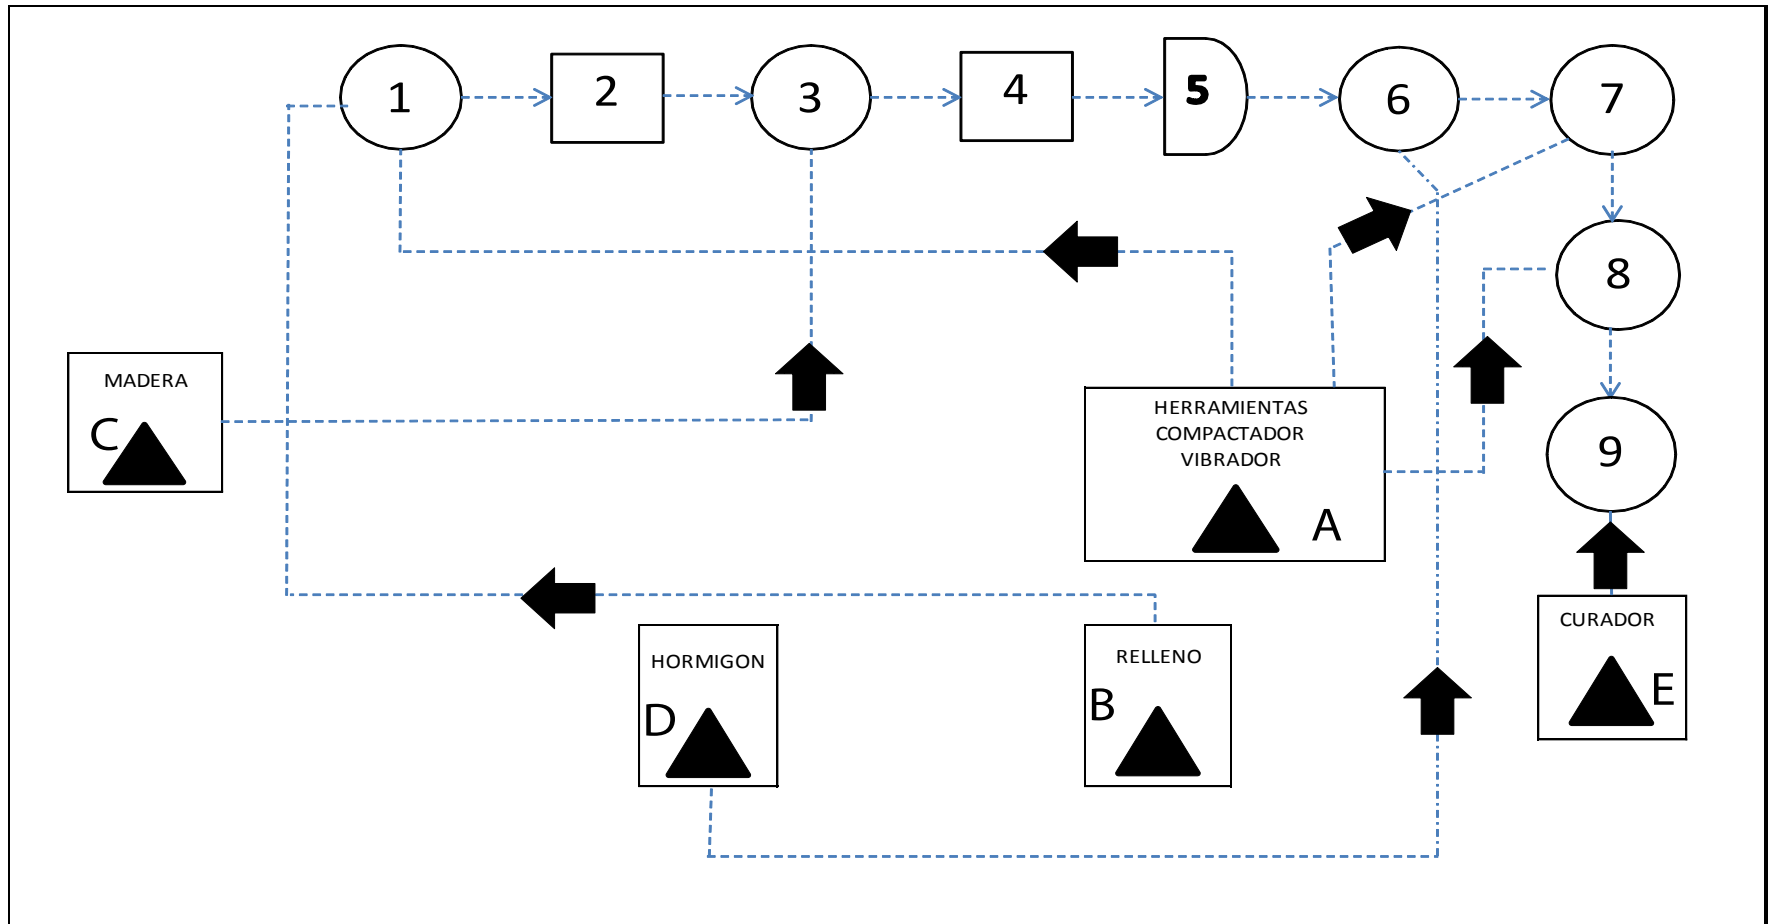 1
2
3
4
5
6
7
8
9
MADERA
C
HERRAMIENTAS
COMPACTADOR
VIBRADOR
A
HORMIGON
D
RELLENO
B
CURADOR
E